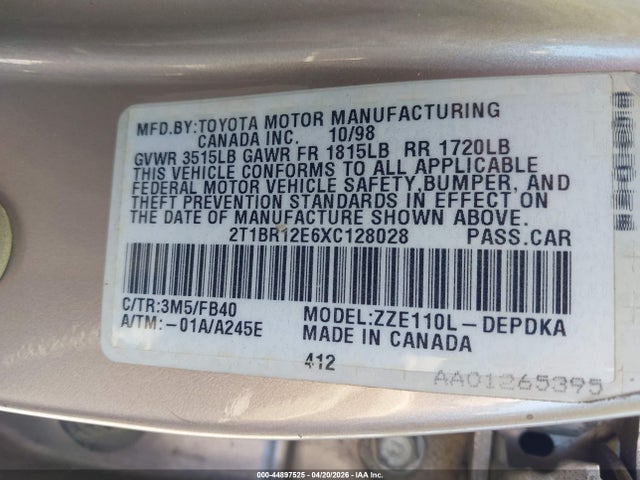 MFD.BY:TOYOTA MOTOR MANUFACTURING
CANADA INC. 10/98
GVWR 3515LB GAWR FR 1815LB RR 1720LB
THIS VEHICLE CONFORMS TO ALL APPLICABLE
FEDERAL MOTOR VEHICLE SAFETY,BUMPER, AND
THEFT PREVENTION STANDARDS IN EFFECT ON
THE DATE OF MANUFACTURE SHOWN ABOVE.
2T1BR12E6XC128028 PASS.CAR
C/TR:3M5/FB40 MODEL:ZZE110L-DEPDKA
A/TM:-01A/A245E MADE IN CANADA
412
AA01265395
000-44897525 - 04/20/2026 - IAA Inc.